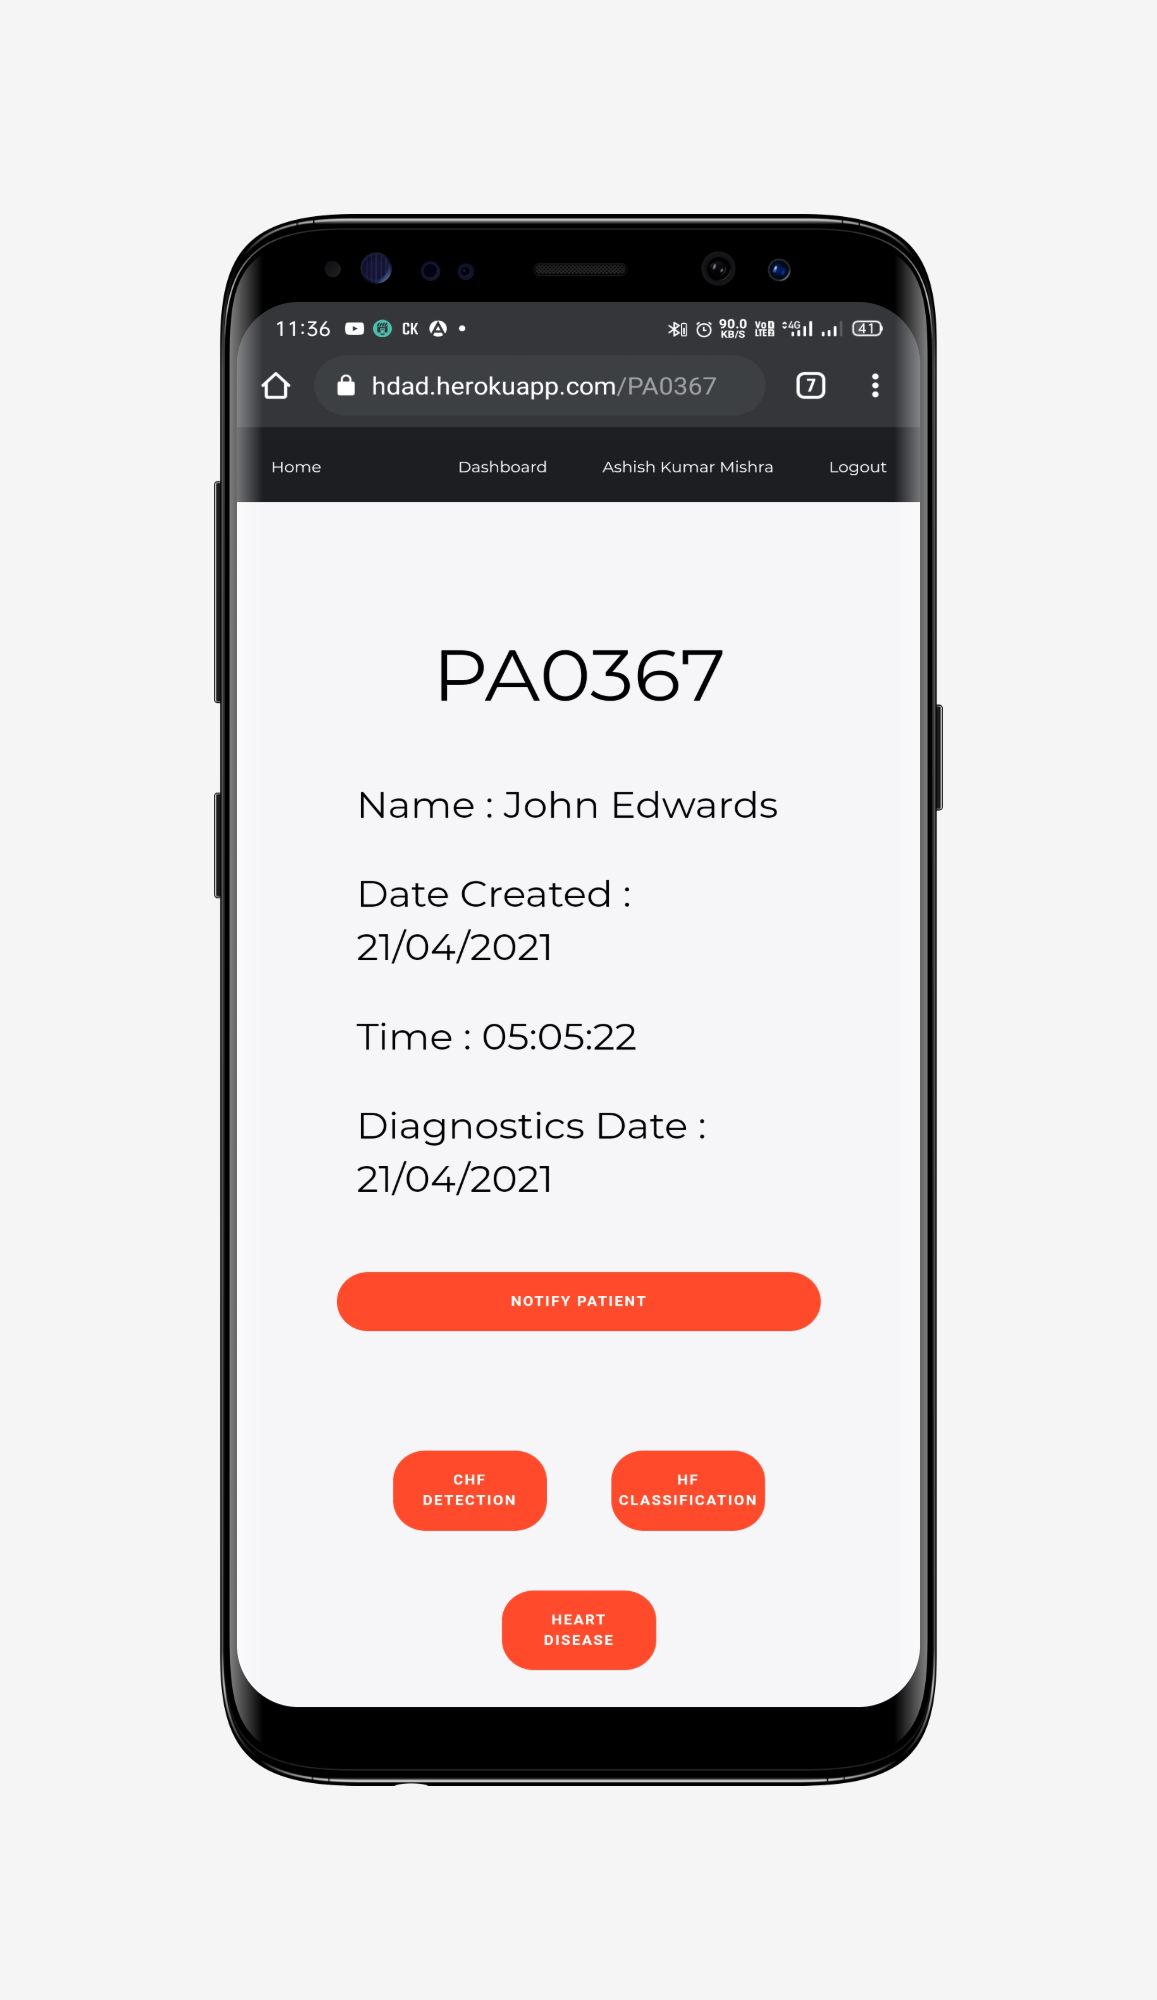 11:36 CK 90.0 KB/S VoD LTE2 4G 41
hdad.herokuapp.com/PA0367 7
Home Dashboard Ashish Kumar Mishra Logout
PA0367
Name : John Edwards
Date Created :
21/04/2021
Time : 05:05:22
Diagnostics Date :
21/04/2021
NOTIFY PATIENT
CHF
DETECTION
HF
CLASSIFICATION
HEART
DISEASE